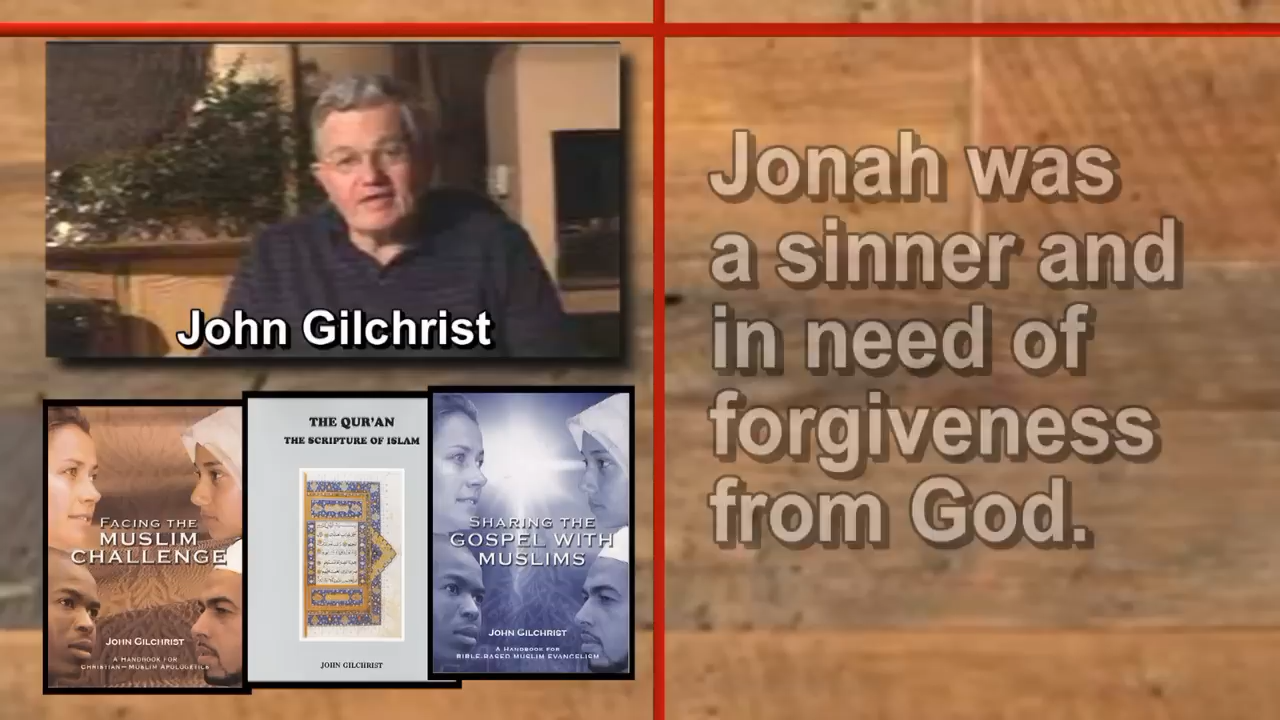 John Gilchrist
FACING THE
MUSLIM
CHALLENGE
JOHN GILCHRIST
A HANDBOOK FOR
CHRISTIAN-MUSLIM APOLOGETICS
THE QUR'AN
THE SCRIPTURE OF ISLAM
JOHN GILCHRIST
SHARING THE
GOSPEL WITH
MUSLIMS
JOHN GILCHRIST
A HANDBOOK FOR
BIBLE-BASED MUSLIM EVANGELISM
Jonah was
a sinner and
in need of
forgiveness
from God.